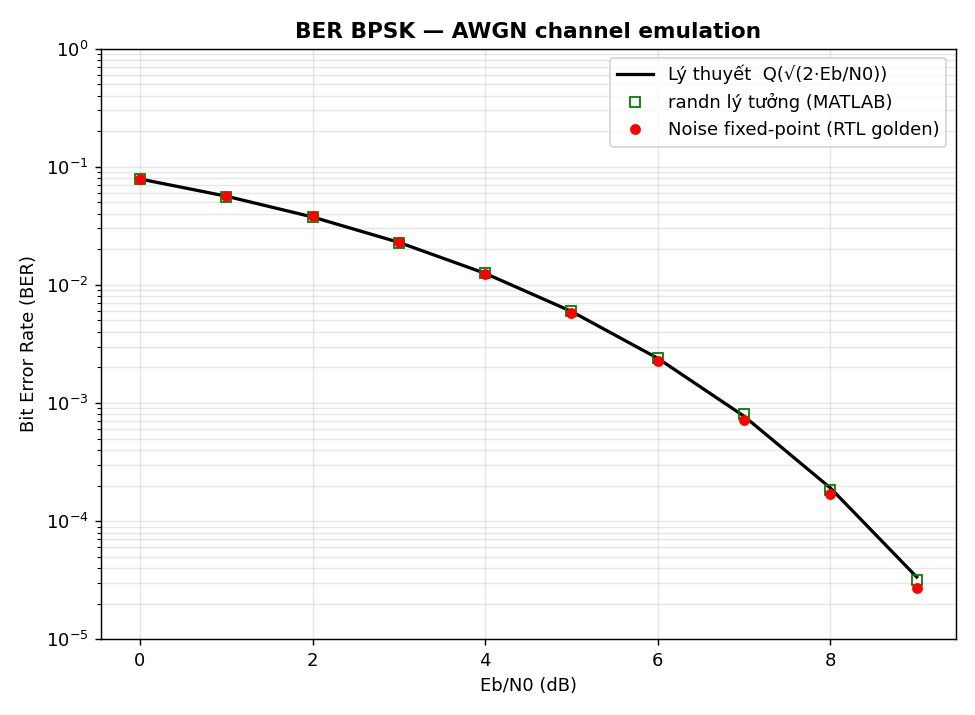 BER BPSK — AWGN channel emulation
Lý thuyết  Q(√(2·Eb/N0))
randn lý tưởng (MATLAB)
Noise fixed-point (RTL golden)
Bit Error Rate (BER)
10⁰
10⁻¹
10⁻²
10⁻³
10⁻⁴
10⁻⁵
0 2 4 6 8
Eb/N0 (dB)